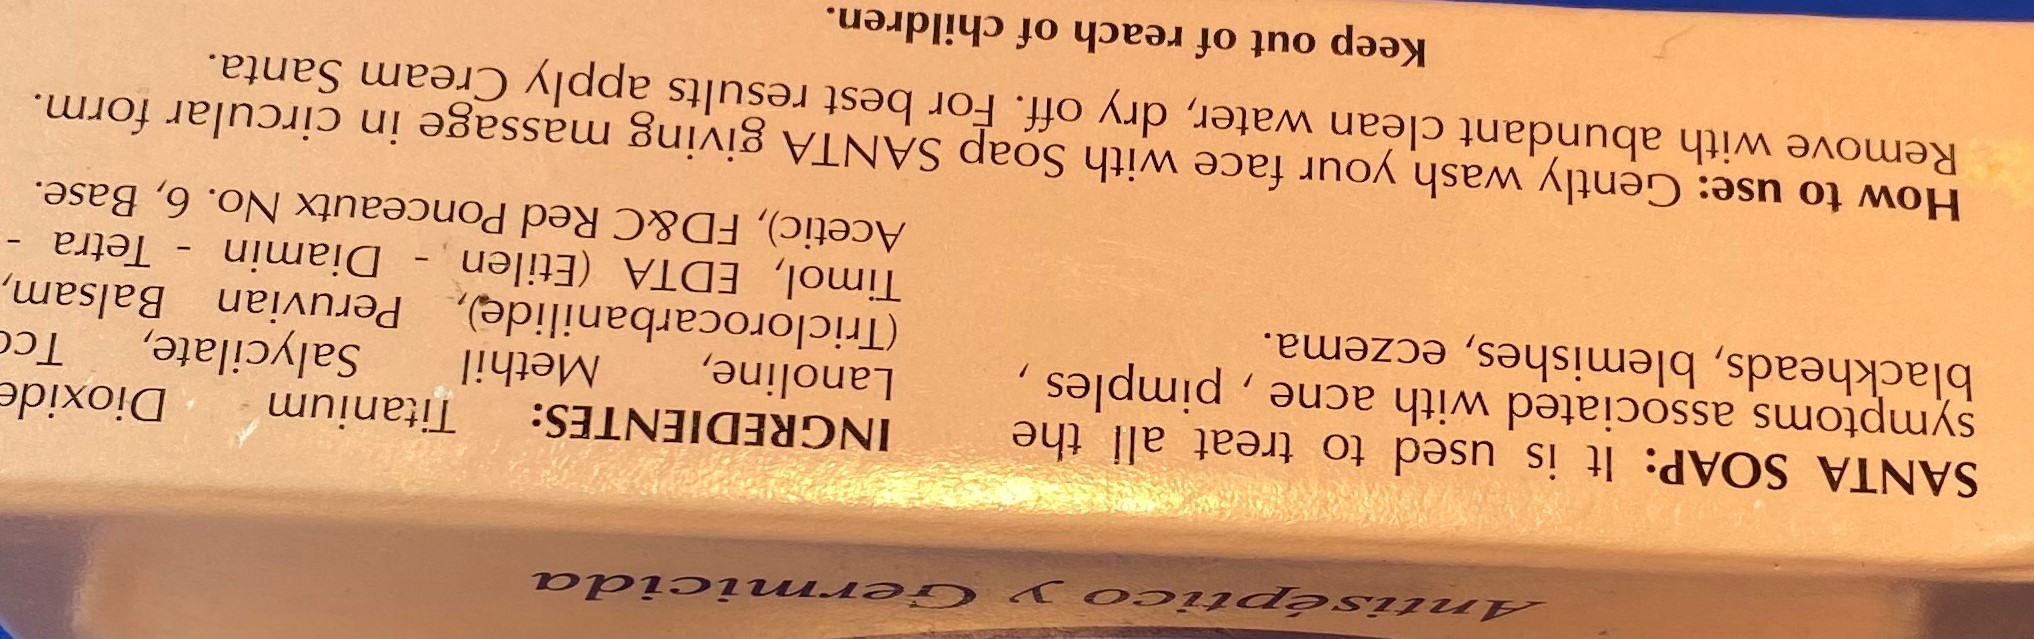 Antiséptico y Germicida
SANTA SOAP: It is used to treat all the
symptoms associated with acne , pimples ,
blackheads, blemishes, eczema.
INGREDIENTES: Titanium Dioxide
Lanoline, Methil Salycilate, Tcc
(Triclorocarbanilide), Peruvian Balsam,
Timol, EDTA (Etilen - Diamin - Tetra -
Acetic), FD&C Red Ponceautx No. 6, Base.
How to use: Gently wash your face with Soap SANTA giving massage in circular form.
Remove with abundant clean water, dry off. For best results apply Cream Santa.
Keep out of reach of children.